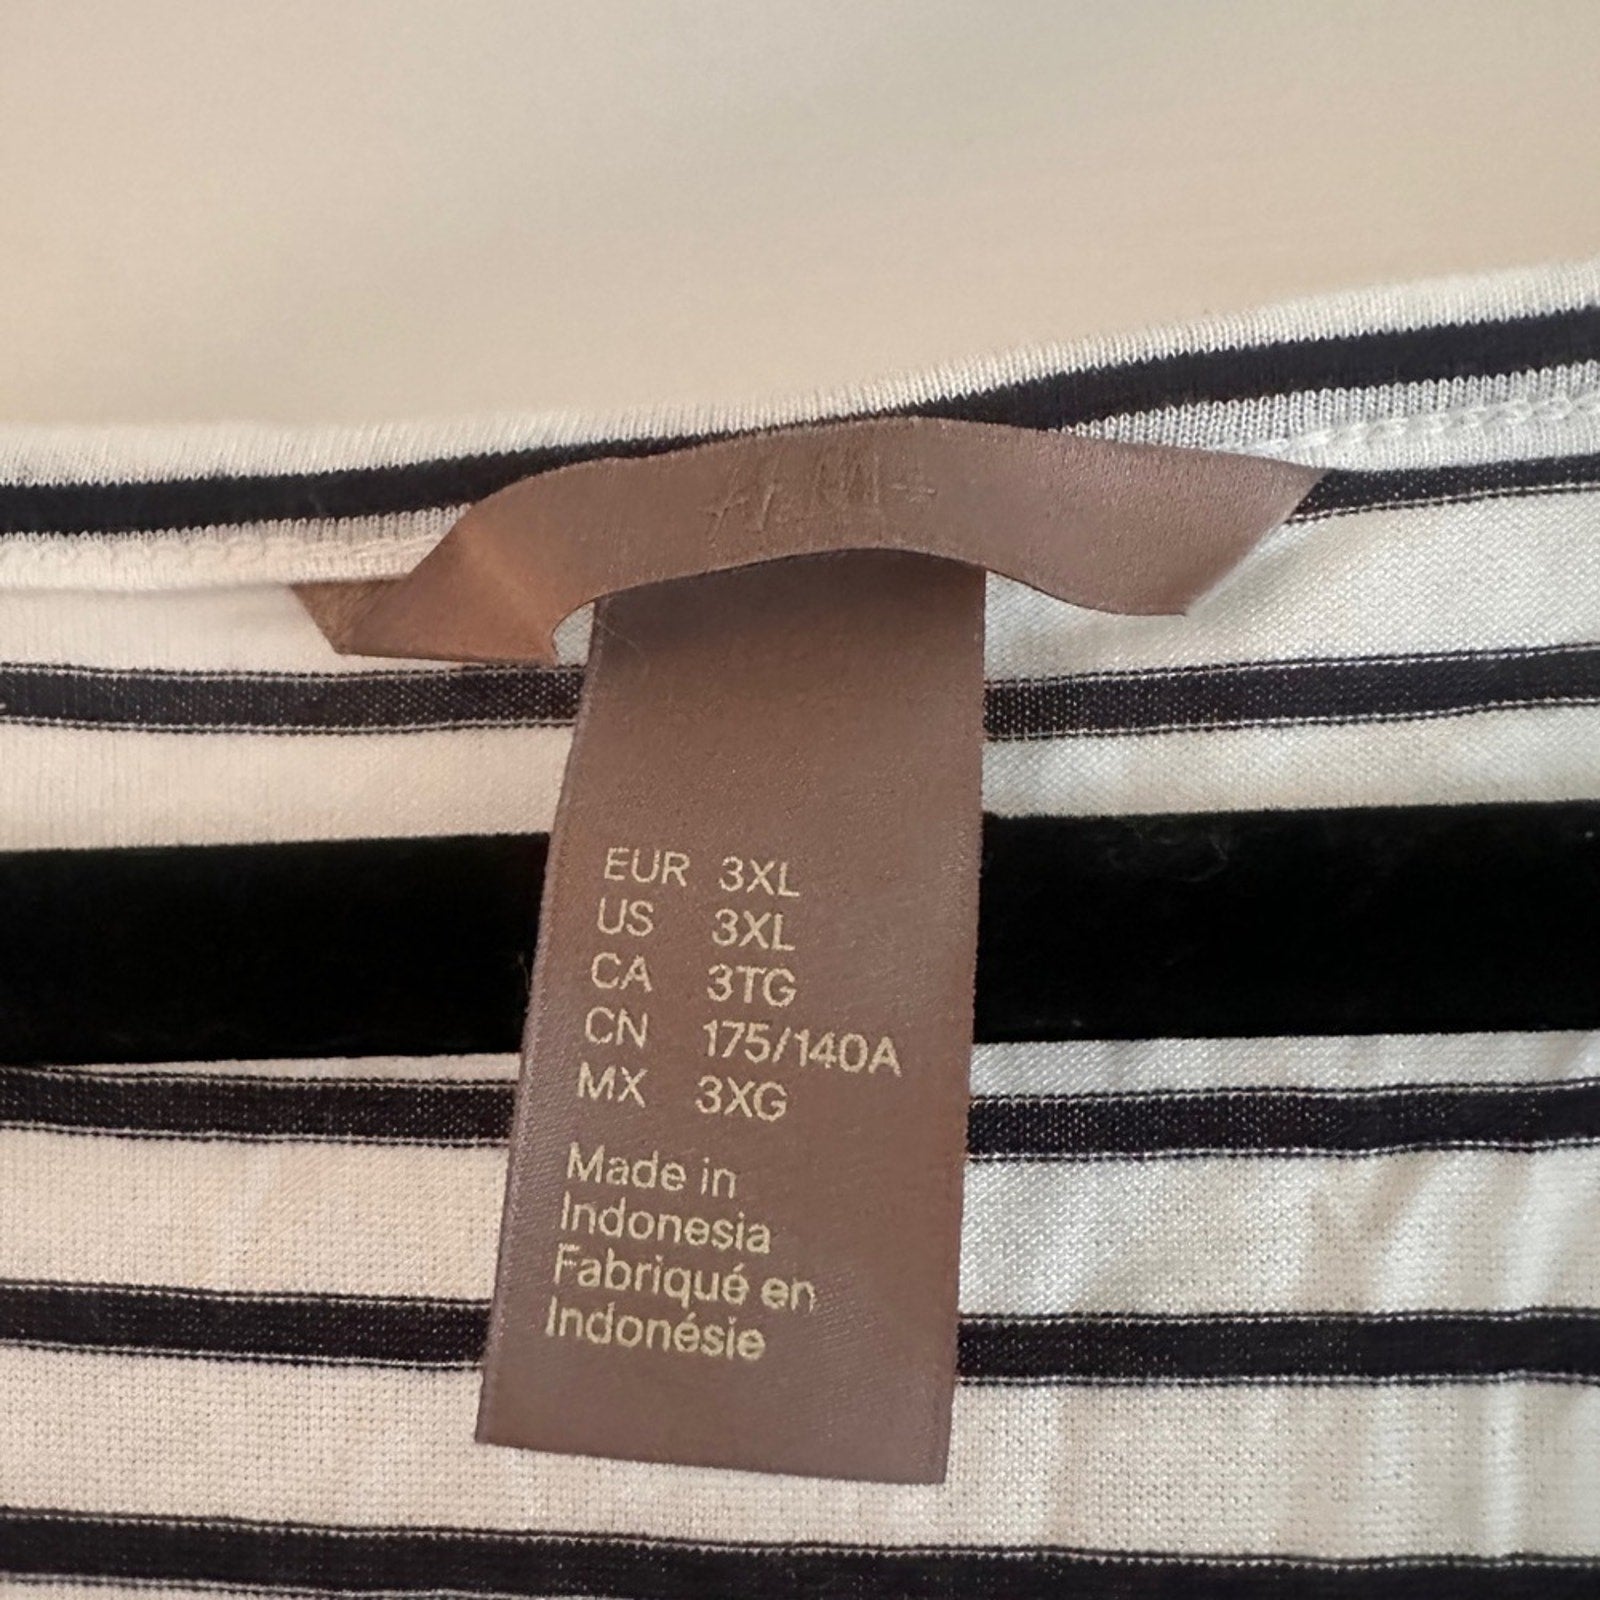 EUR 3XL
US 3XL
CA 3TG
CN 175/140A
MX 3XG
Made in
Indonesia
Fabriqué en
Indonésie